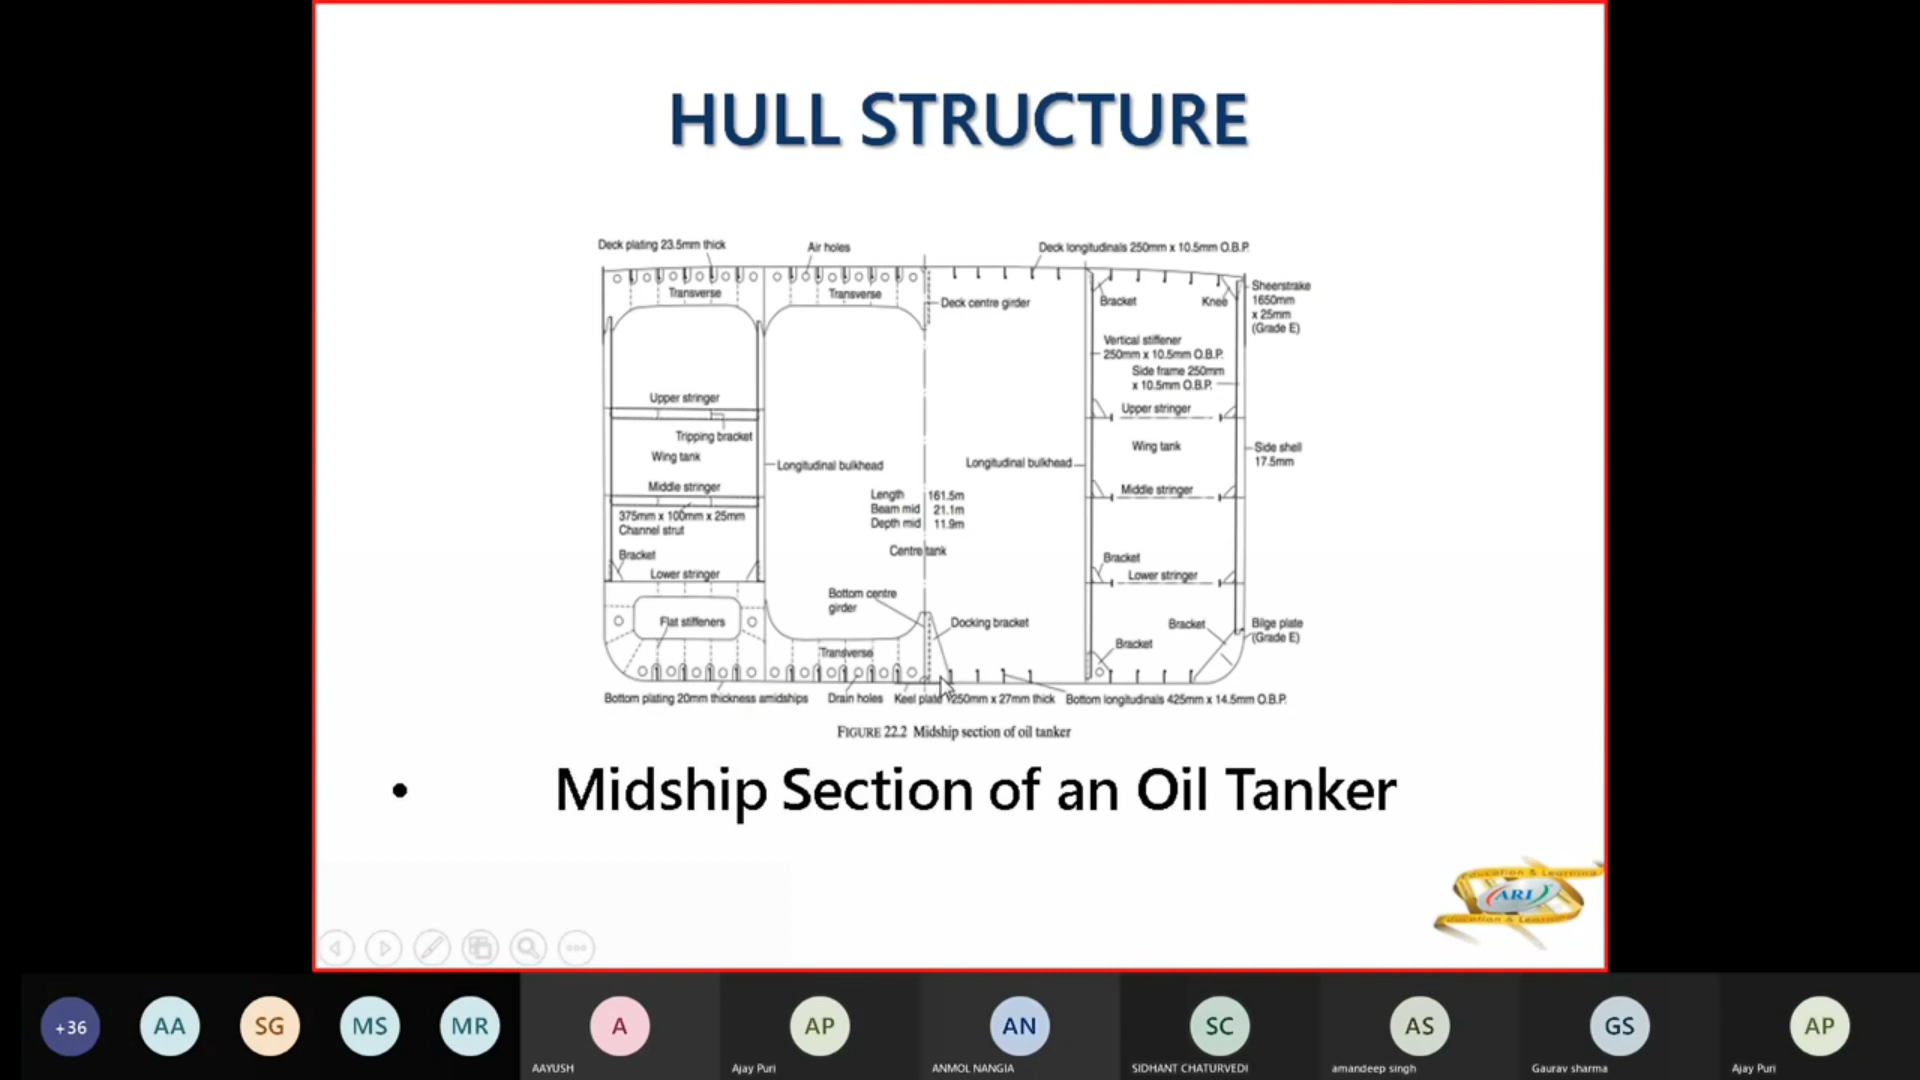 HULL STRUCTURE
Deck plating 23.5mm thick
Air holes
Deck longitudinals 250mm x 10.5mm O.B.P.
Transverse
Transverse
Deck centre girder
Bracket
Knee
Sheerstrake
1650mm
x 25mm
(Grade E)
Vertical stiffener
250mm x 10.5mm O.B.P.
Side frame 250mm
x 10.5mm O.B.P.
Upper stringer
Upper stringer
Tripping bracket
Wing tank
Wing tank
Side shell
17.5mm
Longitudinal bulkhead
Longitudinal bulkhead
Middle stringer
Middle stringer
Length 161.5m
Beam mid 21.1m
Depth mid 11.9m
375mm x 100mm x 25mm
Channel strut
Centre tank
Bracket
Bracket
Lower stringer
Lower stringer
Bottom centre
girder
Flat stiffeners
Docking bracket
Bracket
Bilge plate
(Grade E)
Bracket
Transverse
Bottom plating 20mm thickness amidships
Drain holes
Keel plate 1250mm x 27mm thick
Bottom longitudinals 425mm x 14.5mm O.B.P.
FIGURE 22.2 Midship section of oil tanker
• Midship Section of an Oil Tanker
Education & Learning
ARI
Education & Learning
+36
AA
SG
MS
MR
A
AP
AN
SC
AS
GS
AP
AAYUSH
Ajay Puri
ANMOL NANGIA
SIDHANT CHATURVEDI
amandeep singh
Gaurav sharma
Ajay Puri